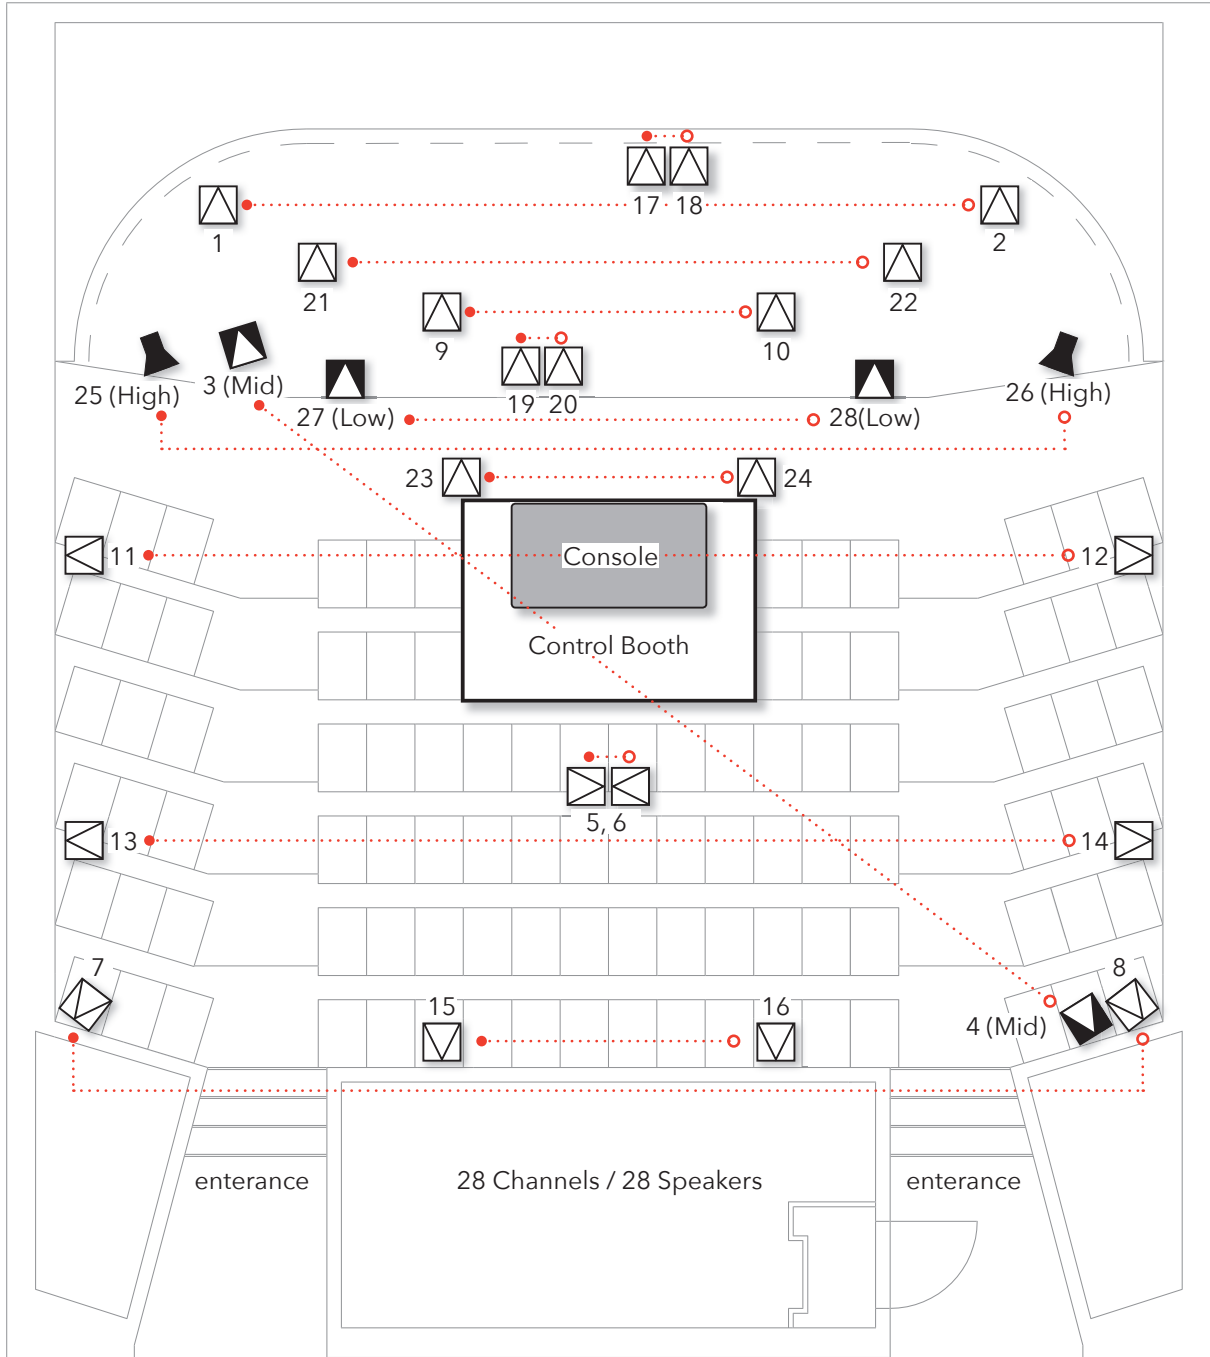 17 18
1
2
21
22
9
10
3 (Mid)
25 (High)
19 20
26 (High)
27 (Low)
28(Low)
23
24
11
Console
12
Control Booth
5, 6
13
14
7
8
15
16
4 (Mid)
enterance
28 Channels / 28 Speakers
enterance